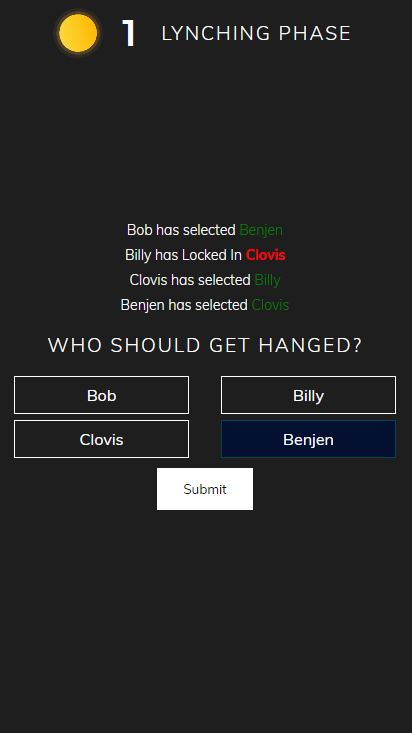 1 LYNCHING PHASE
Bob has selected Benjen
Billy has Locked In Clovis
Clovis has selected Billy
Benjen has selected Clovis
WHO SHOULD GET HANGED?
Bob Billy
Clovis Benjen
Submit